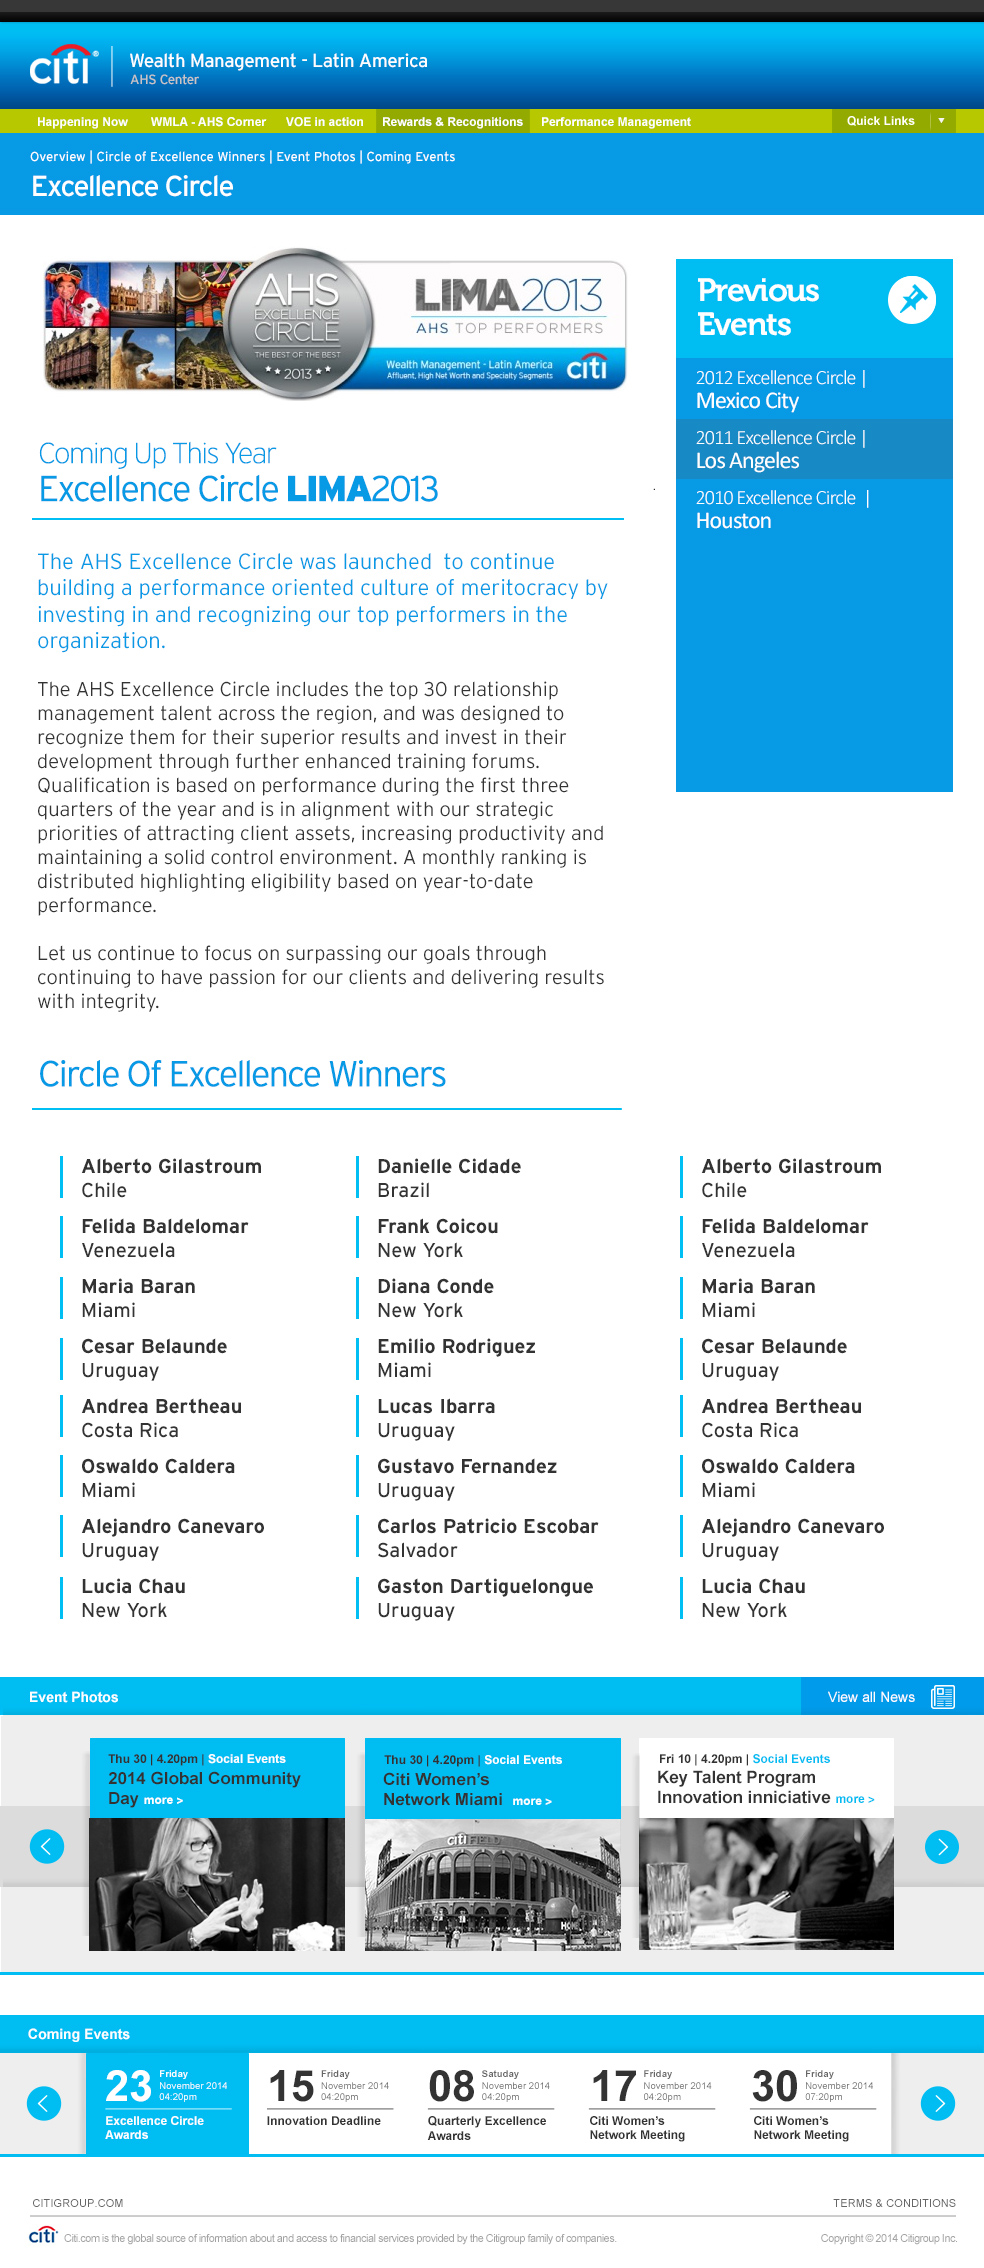 citi® Wealth Management - Latin America
AHS Center
Happening Now WMLA - AHS Corner VOE in action Rewards & Recognitions Performance Management Quick Links
Overview | Circle of Excellence Winners | Event Photos | Coming Events
Excellence Circle
AHS
EXCELLENCE
CIRCLE
THE BEST OF THE BEST
2013
LIMA2013
AHS TOP PERFORMERS
Wealth Management - Latin America
Affluent, High Net Worth and Specialty Segments
citi
Previous
Events
2012 Excellence Circle |
Mexico City
2011 Excellence Circle |
Los Angeles
2010 Excellence Circle |
Houston
Coming Up This Year
Excellence Circle LIMA2013
The AHS Excellence Circle was launched to continue
building a performance oriented culture of meritocracy by
investing in and recognizing our top performers in the
organization.
The AHS Excellence Circle includes the top 30 relationship
management talent across the region, and was designed to
recognize them for their superior results and invest in their
development through further enhanced training forums.
Qualification is based on performance during the first three
quarters of the year and is in alignment with our strategic
priorities of attracting client assets, increasing productivity and
maintaining a solid control environment. A monthly ranking is
distributed highlighting eligibility based on year-to-date
performance.
Let us continue to focus on surpassing our goals through
continuing to have passion for our clients and delivering results
with integrity.
Circle Of Excellence Winners
Alberto Gilastroum
Chile
Felida Baldelomar
Venezuela
Maria Baran
Miami
Cesar Belaunde
Uruguay
Andrea Bertheau
Costa Rica
Oswaldo Caldera
Miami
Alejandro Canevaro
Uruguay
Lucia Chau
New York
Danielle Cidade
Brazil
Frank Coicou
New York
Diana Conde
New York
Emilio Rodriguez
Miami
Lucas Ibarra
Uruguay
Gustavo Fernandez
Uruguay
Carlos Patricio Escobar
Salvador
Gaston Dartiguelongue
Uruguay
Alberto Gilastroum
Chile
Felida Baldelomar
Venezuela
Maria Baran
Miami
Cesar Belaunde
Uruguay
Andrea Bertheau
Costa Rica
Oswaldo Caldera
Miami
Alejandro Canevaro
Uruguay
Lucia Chau
New York
Event Photos View all News
Thu 30 | 4.20pm | Social Events
2014 Global Community
Day more >
Thu 30 | 4.20pm | Social Events
Citi Women's
Network Miami more >
citi FIELD
Fri 10 | 4.20pm | Social Events
Key Talent Program
Innovation inniciative more >
Coming Events
23 Friday
November 2014
04:20pm
Excellence Circle
Awards
15 Friday
November 2014
04:20pm
Innovation Deadline
08 Satuday
November 2014
04:20pm
Quarterly Excellence
Awards
17 Friday
November 2014
04:20pm
Citi Women's
Network Meeting
30 Friday
November 2014
07:20pm
Citi Women's
Network Meeting
CITIGROUP.COM TERMS & CONDITIONS
citi Citi.com is the global source of information about and access to financial services provided by the Citigroup family of companies. Copyright © 2014 Citigroup Inc.